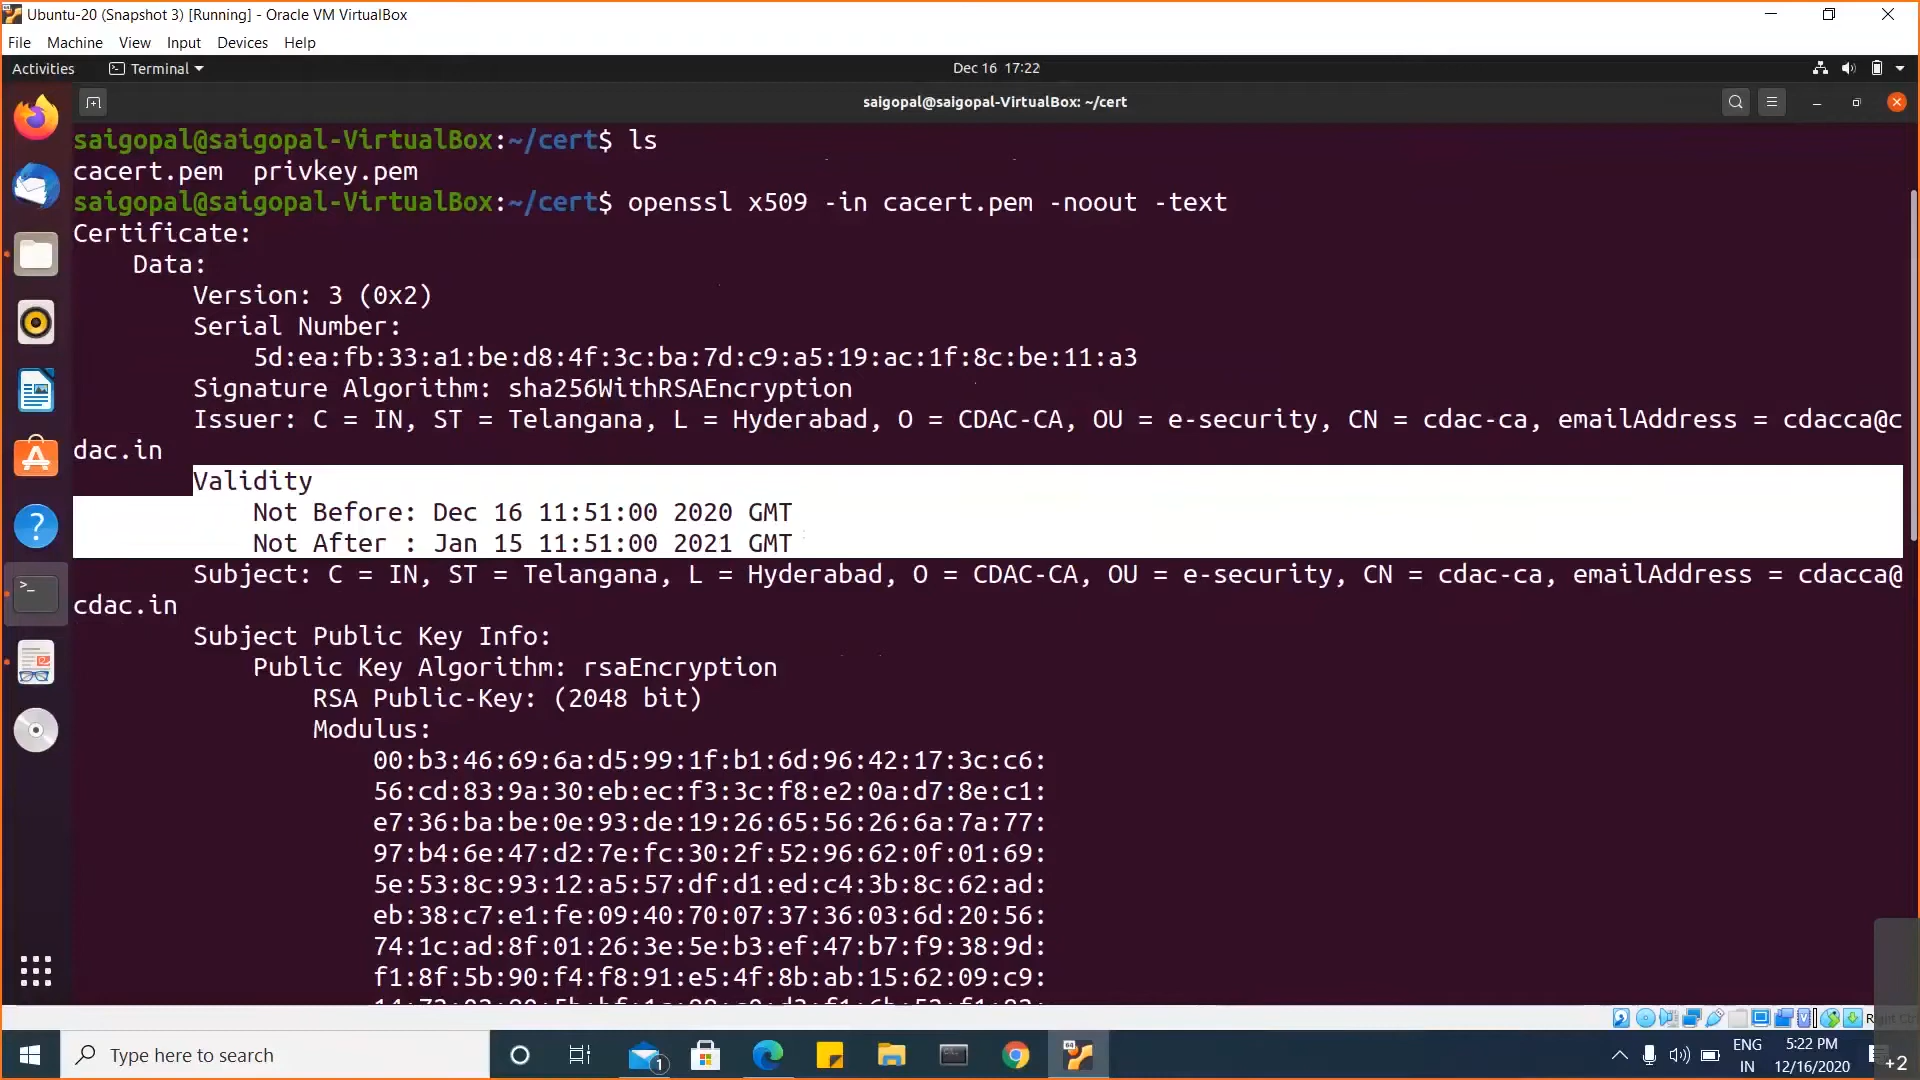 Ubuntu-20 (Snapshot 3) [Running] - Oracle VM VirtualBox
File Machine View Input Devices Help
Activities Terminal Dec 16 17:22
saigopal@saigopal-VirtualBox: ~/cert
saigopal@saigopal-VirtualBox:~/cert$ ls
cacert.pem privkey.pem
saigopal@saigopal-VirtualBox:~/cert$ openssl x509 -in cacert.pem -noout -text
Certificate:
Data:
Version: 3 (0x2)
Serial Number:
5d:ea:fb:33:a1:be:d8:4f:3c:ba:7d:c9:a5:19:ac:1f:8c:be:11:a3
Signature Algorithm: sha256WithRSAEncryption
Issuer: C = IN, ST = Telangana, L = Hyderabad, O = CDAC-CA, OU = e-security, CN = cdac-ca, emailAddress = cdacca@c
dac.in
Validity
Not Before: Dec 16 11:51:00 2020 GMT
Not After : Jan 15 11:51:00 2021 GMT
Subject: C = IN, ST = Telangana, L = Hyderabad, O = CDAC-CA, OU = e-security, CN = cdac-ca, emailAddress = cdacca@
cdac.in
Subject Public Key Info:
Public Key Algorithm: rsaEncryption
RSA Public-Key: (2048 bit)
Modulus:
00:b3:46:69:6a:d5:99:1f:b1:6d:96:42:17:3c:c6:
56:cd:83:9a:30:eb:ec:f3:3c:f8:e2:0a:d7:8e:c1:
e7:36:ba:be:0e:93:de:19:26:65:56:26:6a:7a:77:
97:b4:6e:47:d2:7e:fc:30:2f:52:96:62:0f:01:69:
5e:53:8c:93:12:a5:57:df:d1:ed:c4:3b:8c:62:ad:
eb:38:c7:e1:fe:09:40:70:07:37:36:03:6d:20:56:
74:1c:ad:8f:01:26:3e:5e:b3:ef:47:b7:f9:38:9d:
f1:8f:5b:90:f4:f8:91:e5:4f:8b:ab:15:62:09:c9:
Right Ctrl
Type here to search
1
ENG
IN
5:22 PM
12/16/2020
+2